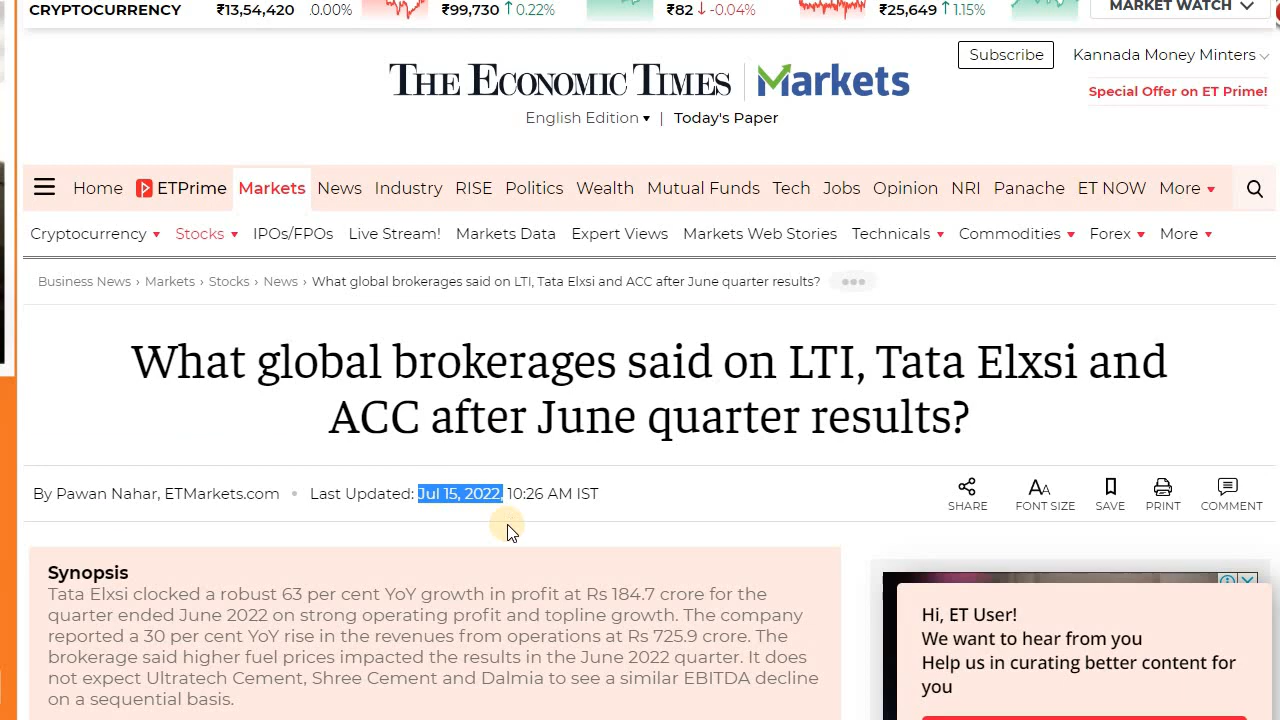 CRYPTOCURRENCY ₹13,54,420 0.00% ₹99,730 ↑ 0.22% ₹82 ↓ -0.04% ₹25,649 ↑ 1.15% MARKET WATCH
Subscribe Kannada Money Minters
THE ECONOMIC TIMES | Markets
Special Offer on ET Prime!
English Edition ▾ | Today's Paper
Home ETPrime Markets News Industry RISE Politics Wealth Mutual Funds Tech Jobs Opinion NRI Panache ET NOW More
Cryptocurrency Stocks IPOs/FPOs Live Stream! Markets Data Expert Views Markets Web Stories Technicals Commodities Forex More
Business News › Markets › Stocks › News › What global brokerages said on LTI, Tata Elxsi and ACC after June quarter results?
What global brokerages said on LTI, Tata Elxsi and
ACC after June quarter results?
By Pawan Nahar, ETMarkets.com • Last Updated: Jul 15, 2022, 10:26 AM IST
SHARE FONT SIZE SAVE PRINT COMMENT
Synopsis
Tata Elxsi clocked a robust 63 per cent YoY growth in profit at Rs 184.7 crore for the
quarter ended June 2022 on strong operating profit and topline growth. The company
reported a 30 per cent YoY rise in the revenues from operations at Rs 725.9 crore. The
brokerage said higher fuel prices impacted the results in the June 2022 quarter. It does
not expect Ultratech Cement, Shree Cement and Dalmia to see a similar EBITDA decline
on a sequential basis.
Hi, ET User!
We want to hear from you
Help us in curating better content for
you